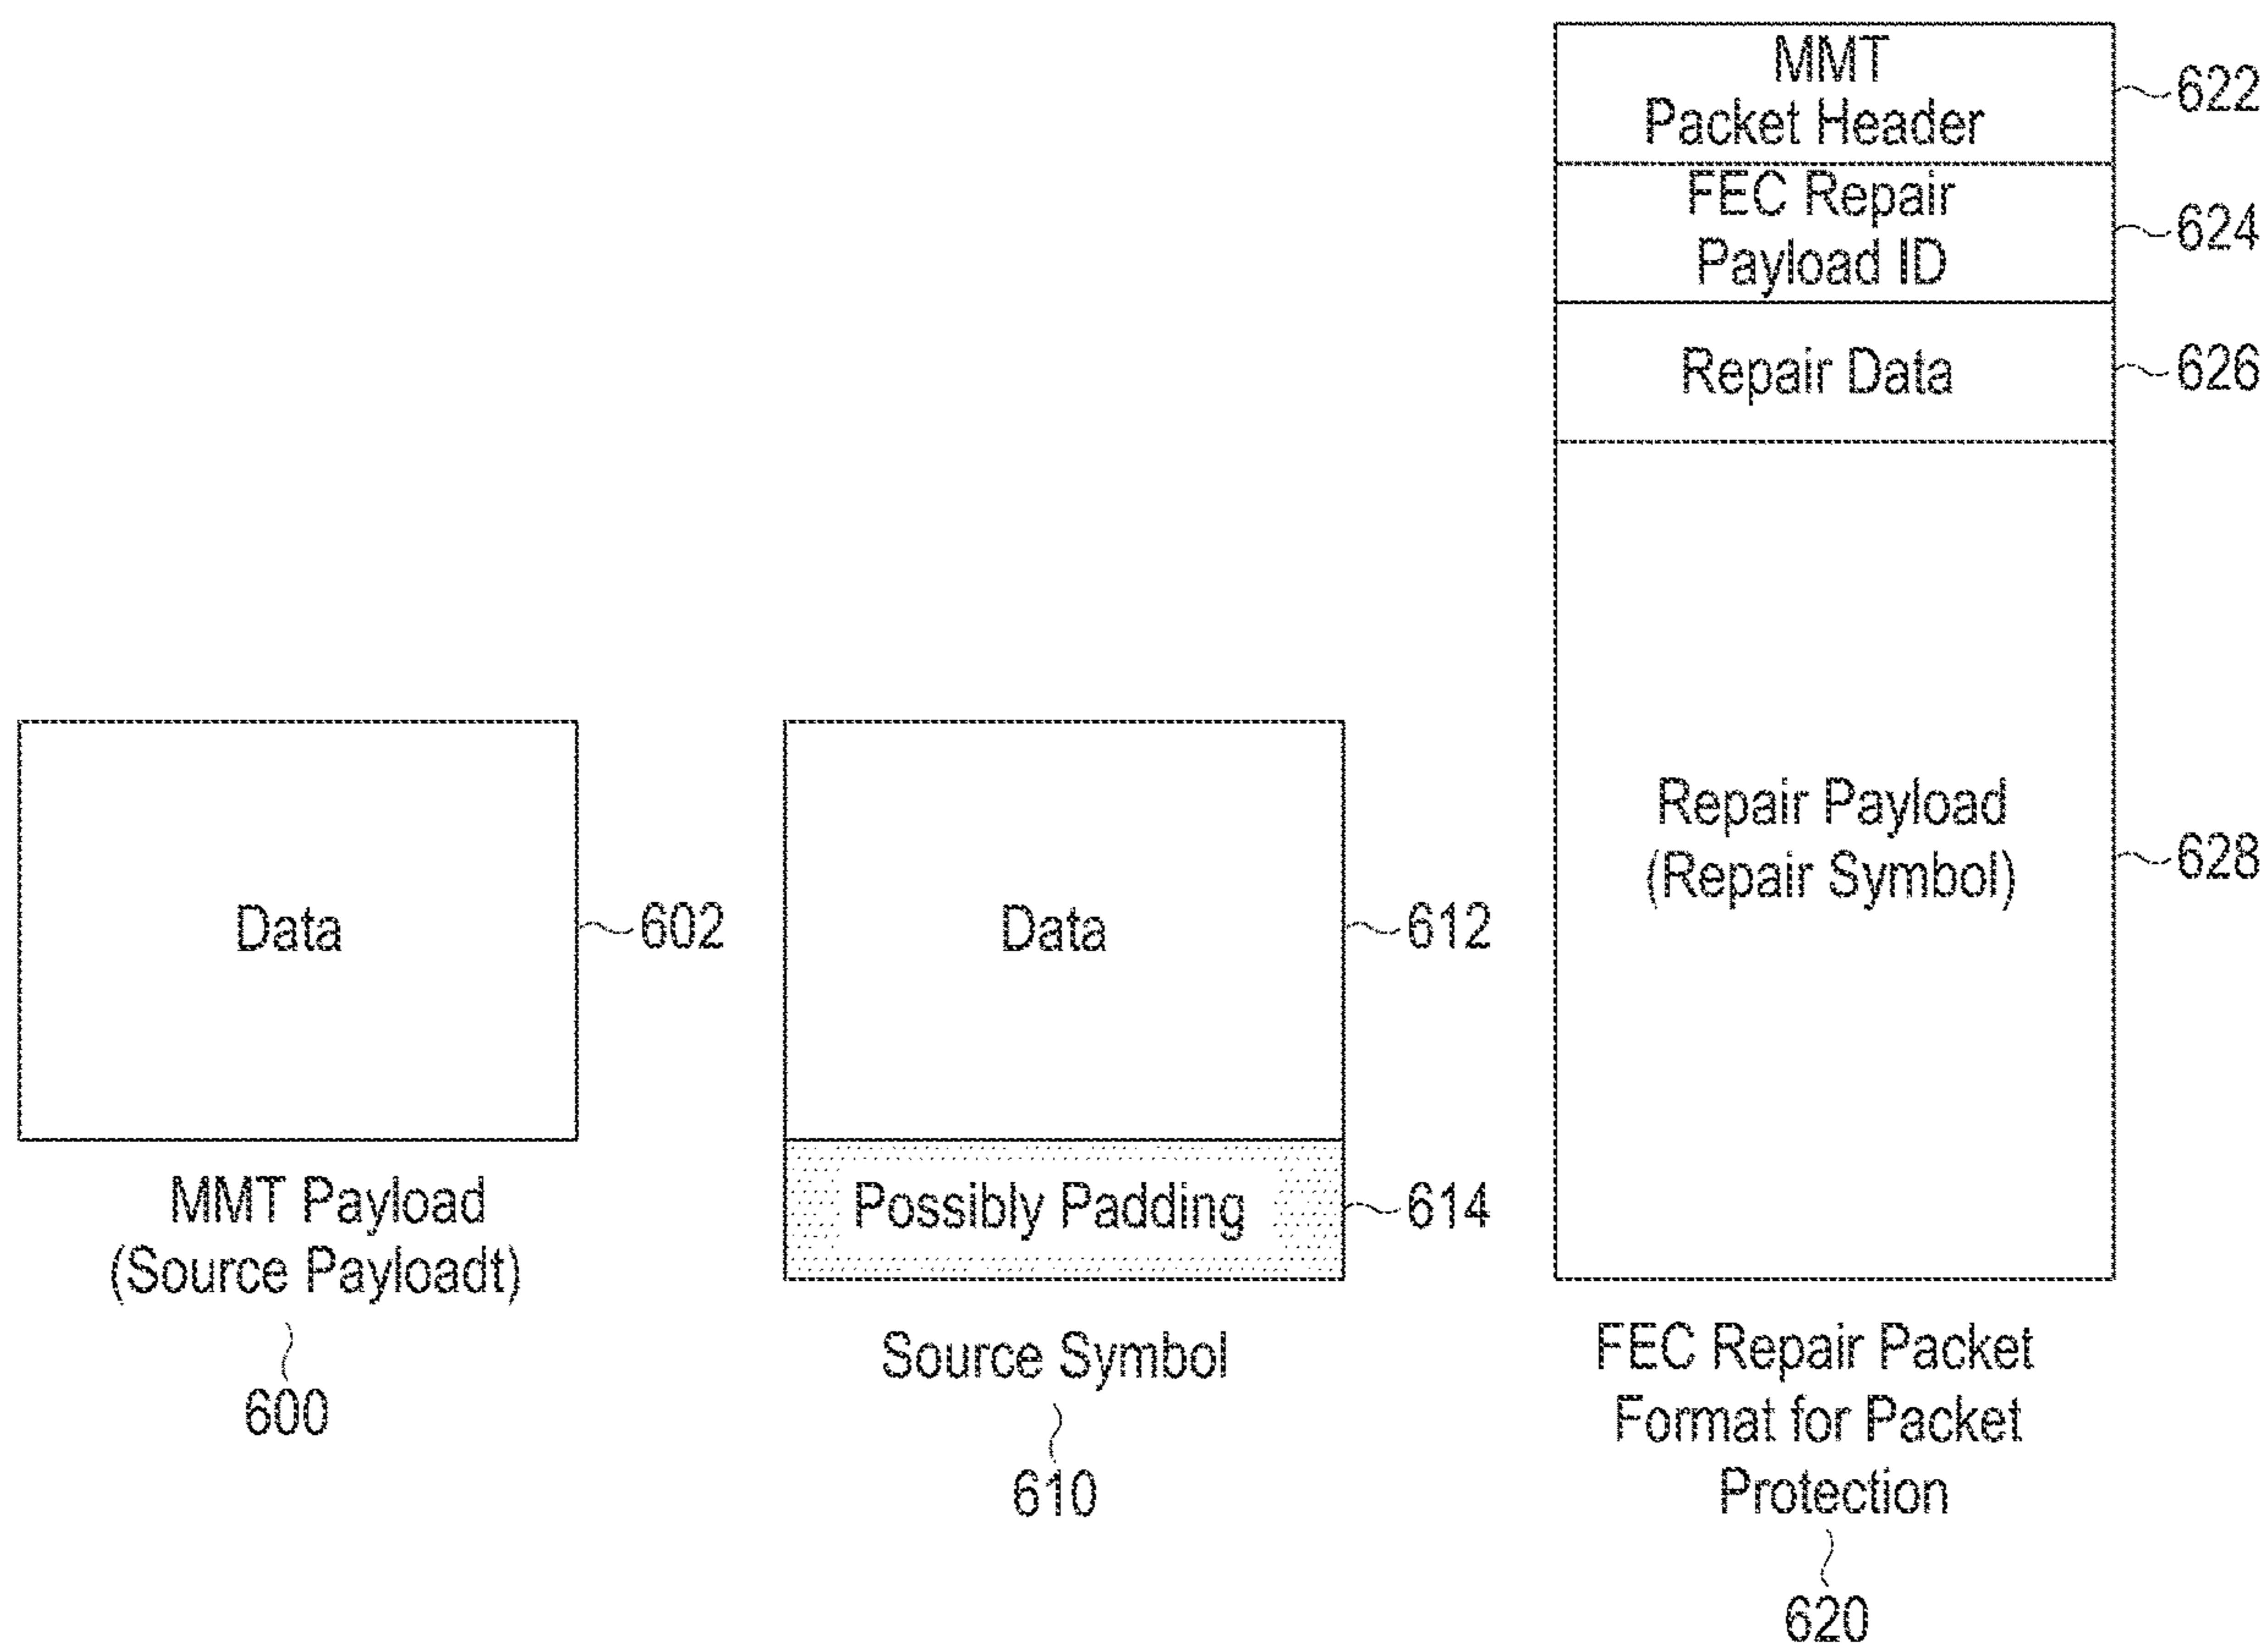 Data
602
MMT Payload
(Source Payloadt)
600
Data
612
Possibly Padding
614
Source Symbol
610
MMT
Packet Header
622
FEC Repair
Payload ID
624
Repair Data
626
Repair Payload
(Repair Symbol)
628
FEC Repair Packet
Format for Packet
Protection
620